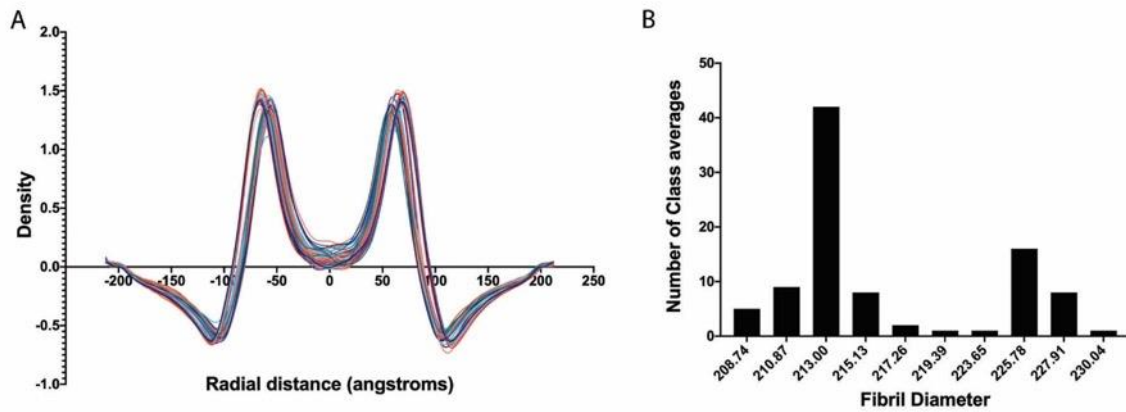 A
2.0
1.5
1.0
0.5
0.0
-0.5
-1.0
Density
-200 -150 -100 -50 0 50 100 150 200 250
Radial distance (angstroms)
B
50
40
30
20
10
0
Number of Class averages
208.74 210.87 213.00 215.13 217.26 219.39 223.65 225.78 227.91 230.04
Fibril Diameter